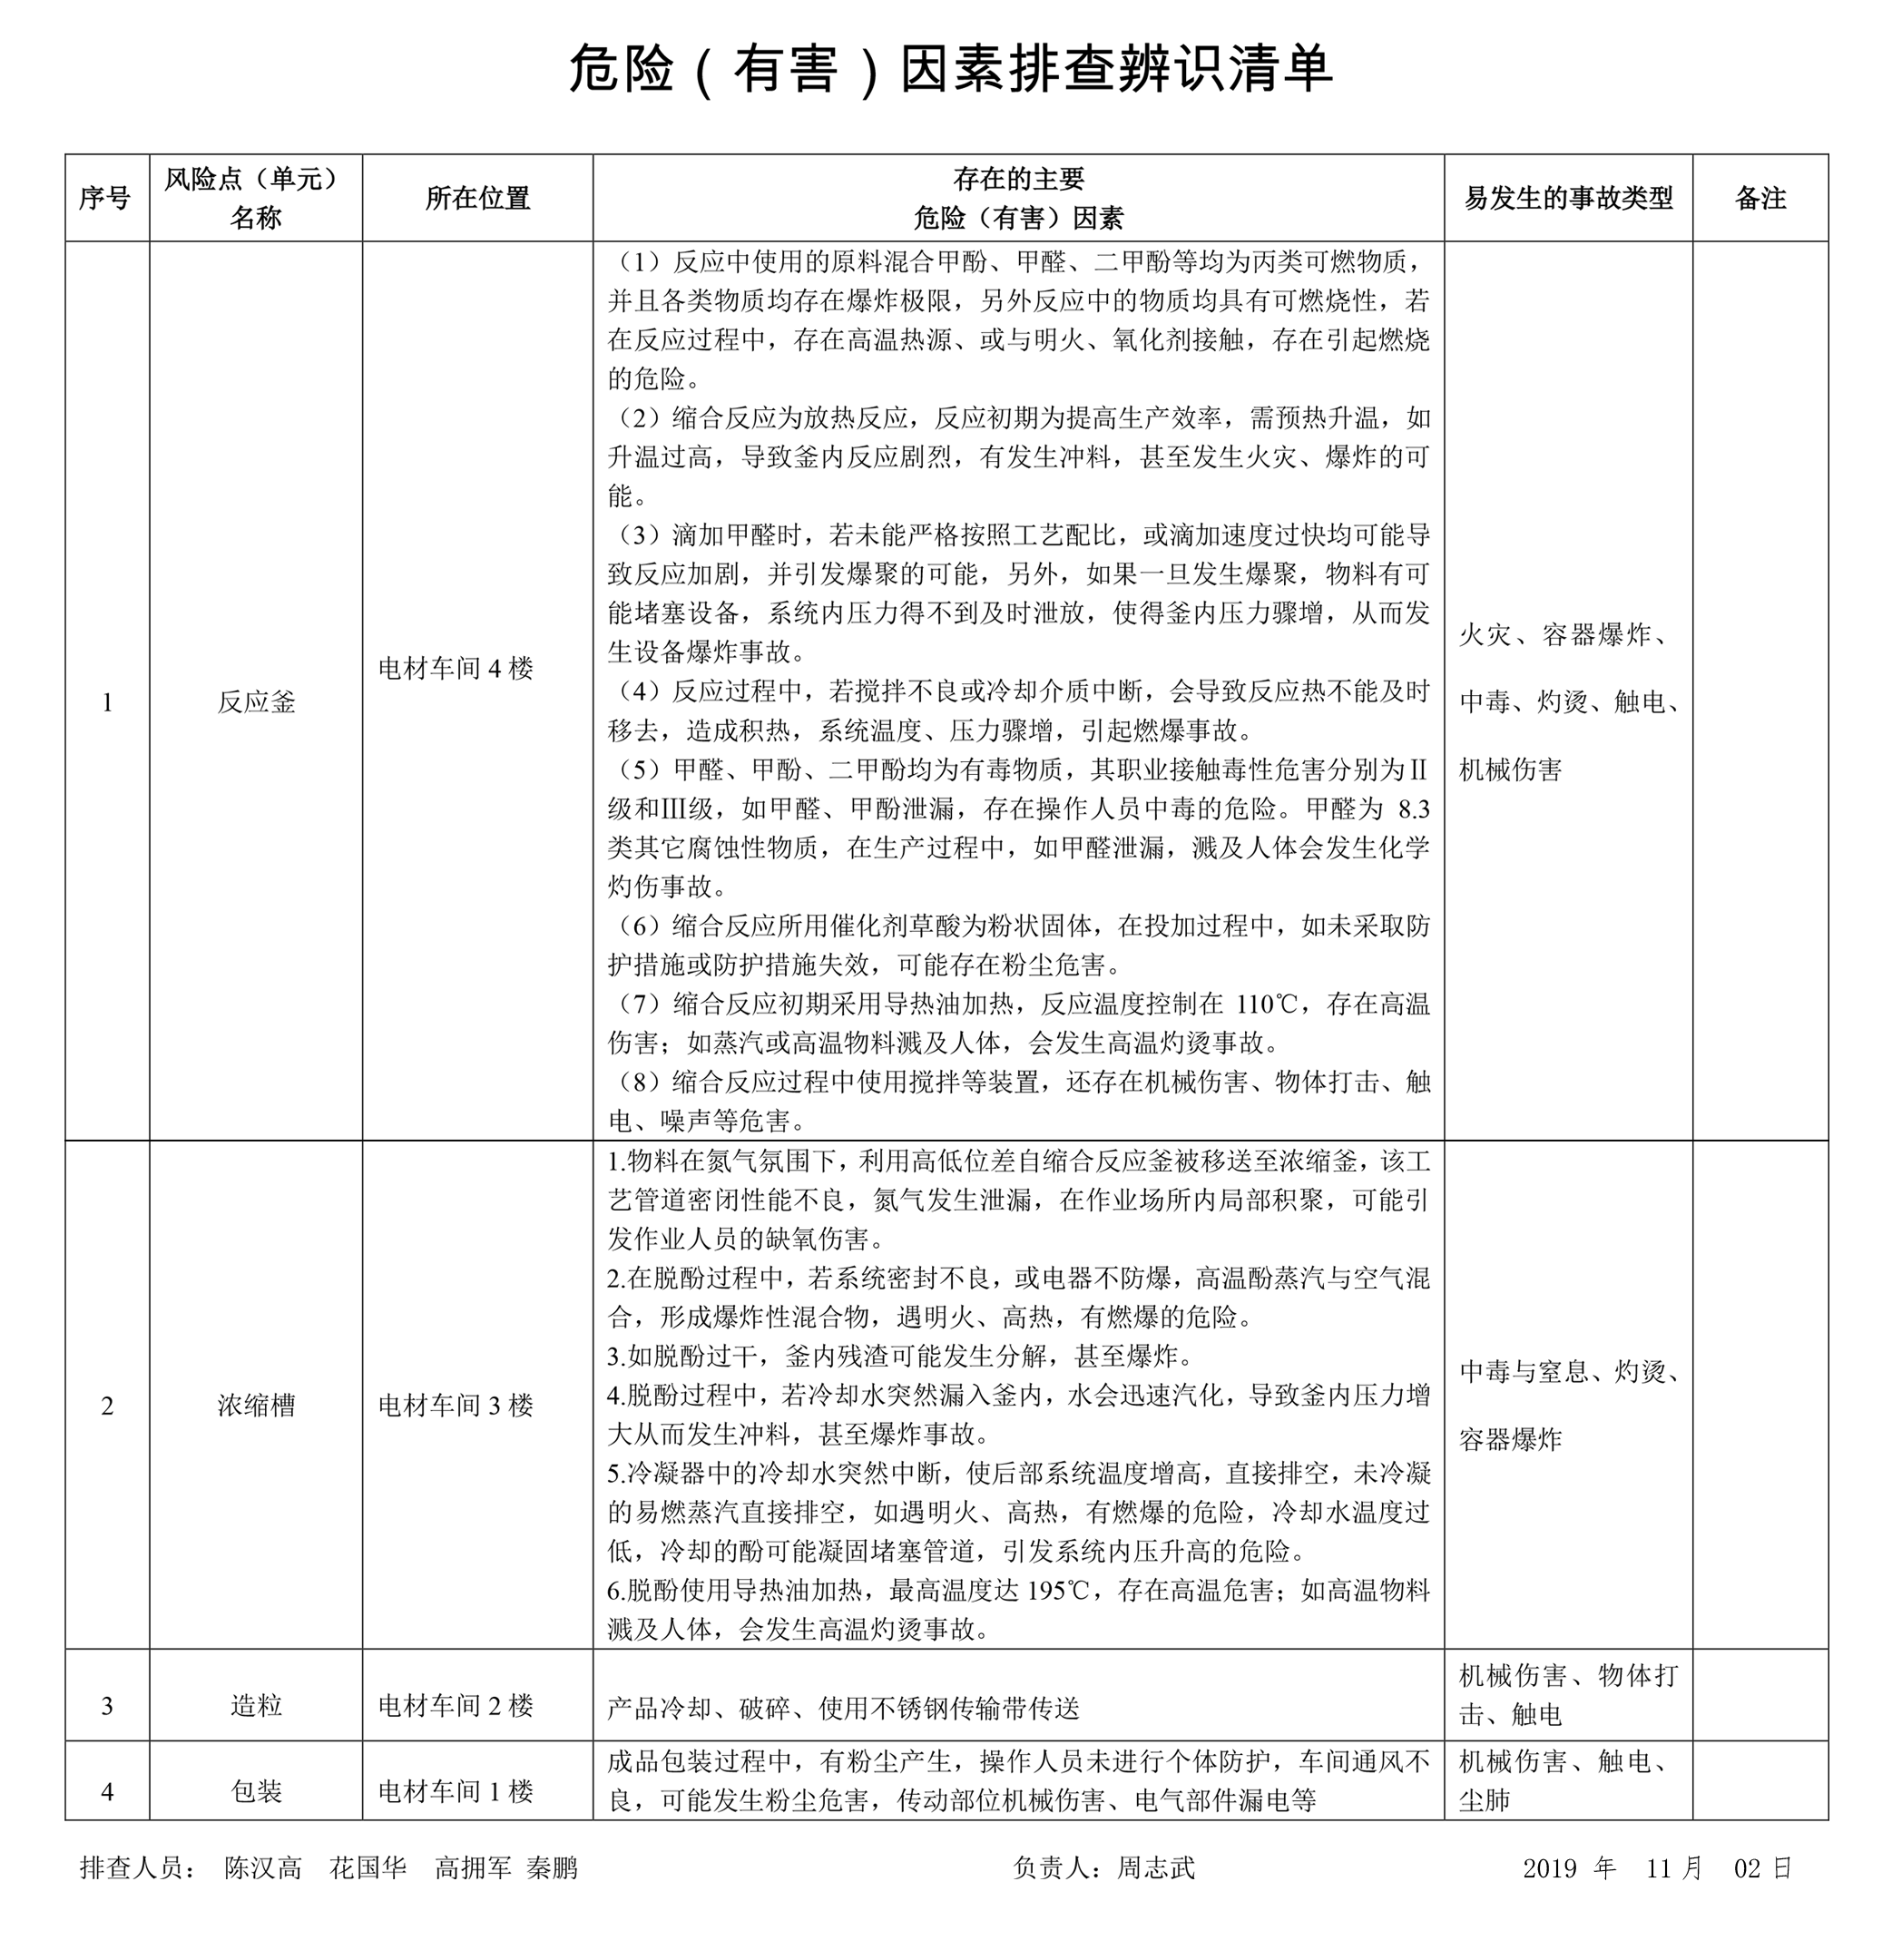 危险（有害）因素排查辨识清单
序号
风险点（单元）
名称
所在位置
存在的主要
危险（有害）因素
易发生的事故类型
备注
1
反应釜
电材车间 4 楼
（1）反应中使用的原料混合甲酚、甲醛、二甲酚等均为丙类可燃物质，
并且各类物质均存在爆炸极限，另外反应中的物质均具有可燃烧性，若
在反应过程中，存在高温热源、或与明火、氧化剂接触，存在引起燃烧
的危险。
（2）缩合反应为放热反应，反应初期为提高生产效率，需预热升温，如
升温过高，导致釜内反应剧烈，有发生冲料，甚至发生火灾、爆炸的可
能。
（3）滴加甲醛时，若未能严格按照工艺配比，或滴加速度过快均可能导
致反应加剧，并引发爆聚的可能，另外，如果一旦发生爆聚，物料有可
能堵塞设备，系统内压力得不到及时泄放，使得釜内压力骤增，从而发
生设备爆炸事故。
（4）反应过程中，若搅拌不良或冷却介质中断，会导致反应热不能及时
移去，造成积热，系统温度、压力骤增，引起燃爆事故。
（5）甲醛、甲酚、二甲酚均为有毒物质，其职业接触毒性危害分别为Ⅱ
级和Ⅲ级，如甲醛、甲酚泄漏，存在操作人员中毒的危险。甲醛为 8.3
类其它腐蚀性物质，在生产过程中，如甲醛泄漏，溅及人体会发生化学
灼伤事故。
（6）缩合反应所用催化剂草酸为粉状固体，在投加过程中，如未采取防
护措施或防护措施失效，可能存在粉尘危害。
（7）缩合反应初期采用导热油加热，反应温度控制在 110℃，存在高温
伤害；如蒸汽或高温物料溅及人体，会发生高温灼烫事故。
（8）缩合反应过程中使用搅拌等装置，还存在机械伤害、物体打击、触
电、噪声等危害。
火灾、容器爆炸、
中毒、灼烫、触电、
机械伤害
2
浓缩槽
电材车间 3 楼
1.物料在氮气氛围下，利用高低位差自缩合反应釜被移送至浓缩釜，该工
艺管道密闭性能不良，氮气发生泄漏，在作业场所内局部积聚，可能引
发作业人员的缺氧伤害。
2.在脱酚过程中，若系统密封不良，或电器不防爆，高温酚蒸汽与空气混
合，形成爆炸性混合物，遇明火、高热，有燃爆的危险。
3.如脱酚过干，釜内残渣可能发生分解，甚至爆炸。
4.脱酚过程中，若冷却水突然漏入釜内，水会迅速汽化，导致釜内压力增
大从而发生冲料，甚至爆炸事故。
5.冷凝器中的冷却水突然中断，使后部系统温度增高，直接排空，未冷凝
的易燃蒸汽直接排空，如遇明火、高热，有燃爆的危险，冷却水温度过
低，冷却的酚可能凝固堵塞管道，引发系统内压升高的危险。
6.脱酚使用导热油加热，最高温度达 195℃，存在高温危害；如高温物料
溅及人体，会发生高温灼烫事故。
中毒与窒息、灼烫、
容器爆炸
3
造粒
电材车间 2 楼
产品冷却、破碎、使用不锈钢传输带传送
机械伤害、物体打
击、触电
4
包装
电材车间 1 楼
成品包装过程中，有粉尘产生，操作人员未进行个体防护，车间通风不
良，可能发生粉尘危害，传动部位机械伤害、电气部件漏电等
机械伤害、触电、
尘肺
排查人员： 陈汉高 花国华 高拥军 秦鹏 负责人：周志武 2019 年 11 月 02 日